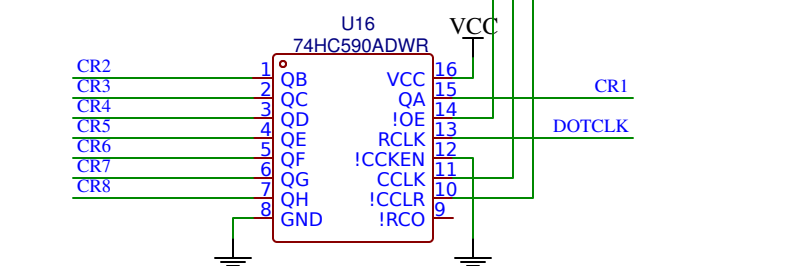 U16
VCC
74HC590ADWR
CR2 1 QB VCC 16
CR3 2 QC QA 15 CR1
CR4 3 QD !OE 14
CR5 4 QE RCLK 13 DOTCLK
CR6 5 QF !CCKEN 12
CR7 6 QG CCLK 11
CR8 7 QH !CCLR 10
8 GND !RCO 9